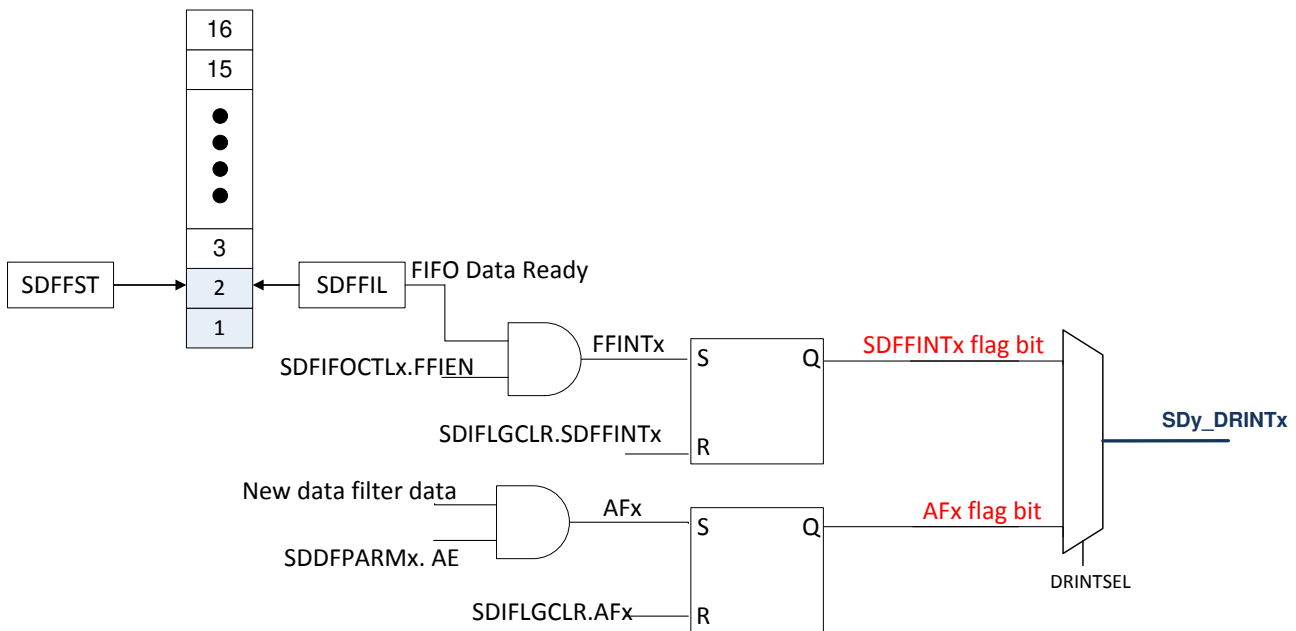 16
15
3
SDFFST
2
SDFFIL
FIFO Data Ready
1
SDFIFOCTLx.FFIEN
FFINTx
S
Q
SDFFINTx flag bit
SDIFLGCLR.SDFFINTx
R
SDy_DRINTx
New data filter data
AFx
S
Q
AFx flag bit
SDDFPARMx. AE
DRINTSEL
SDIFLGCLR.AFx
R